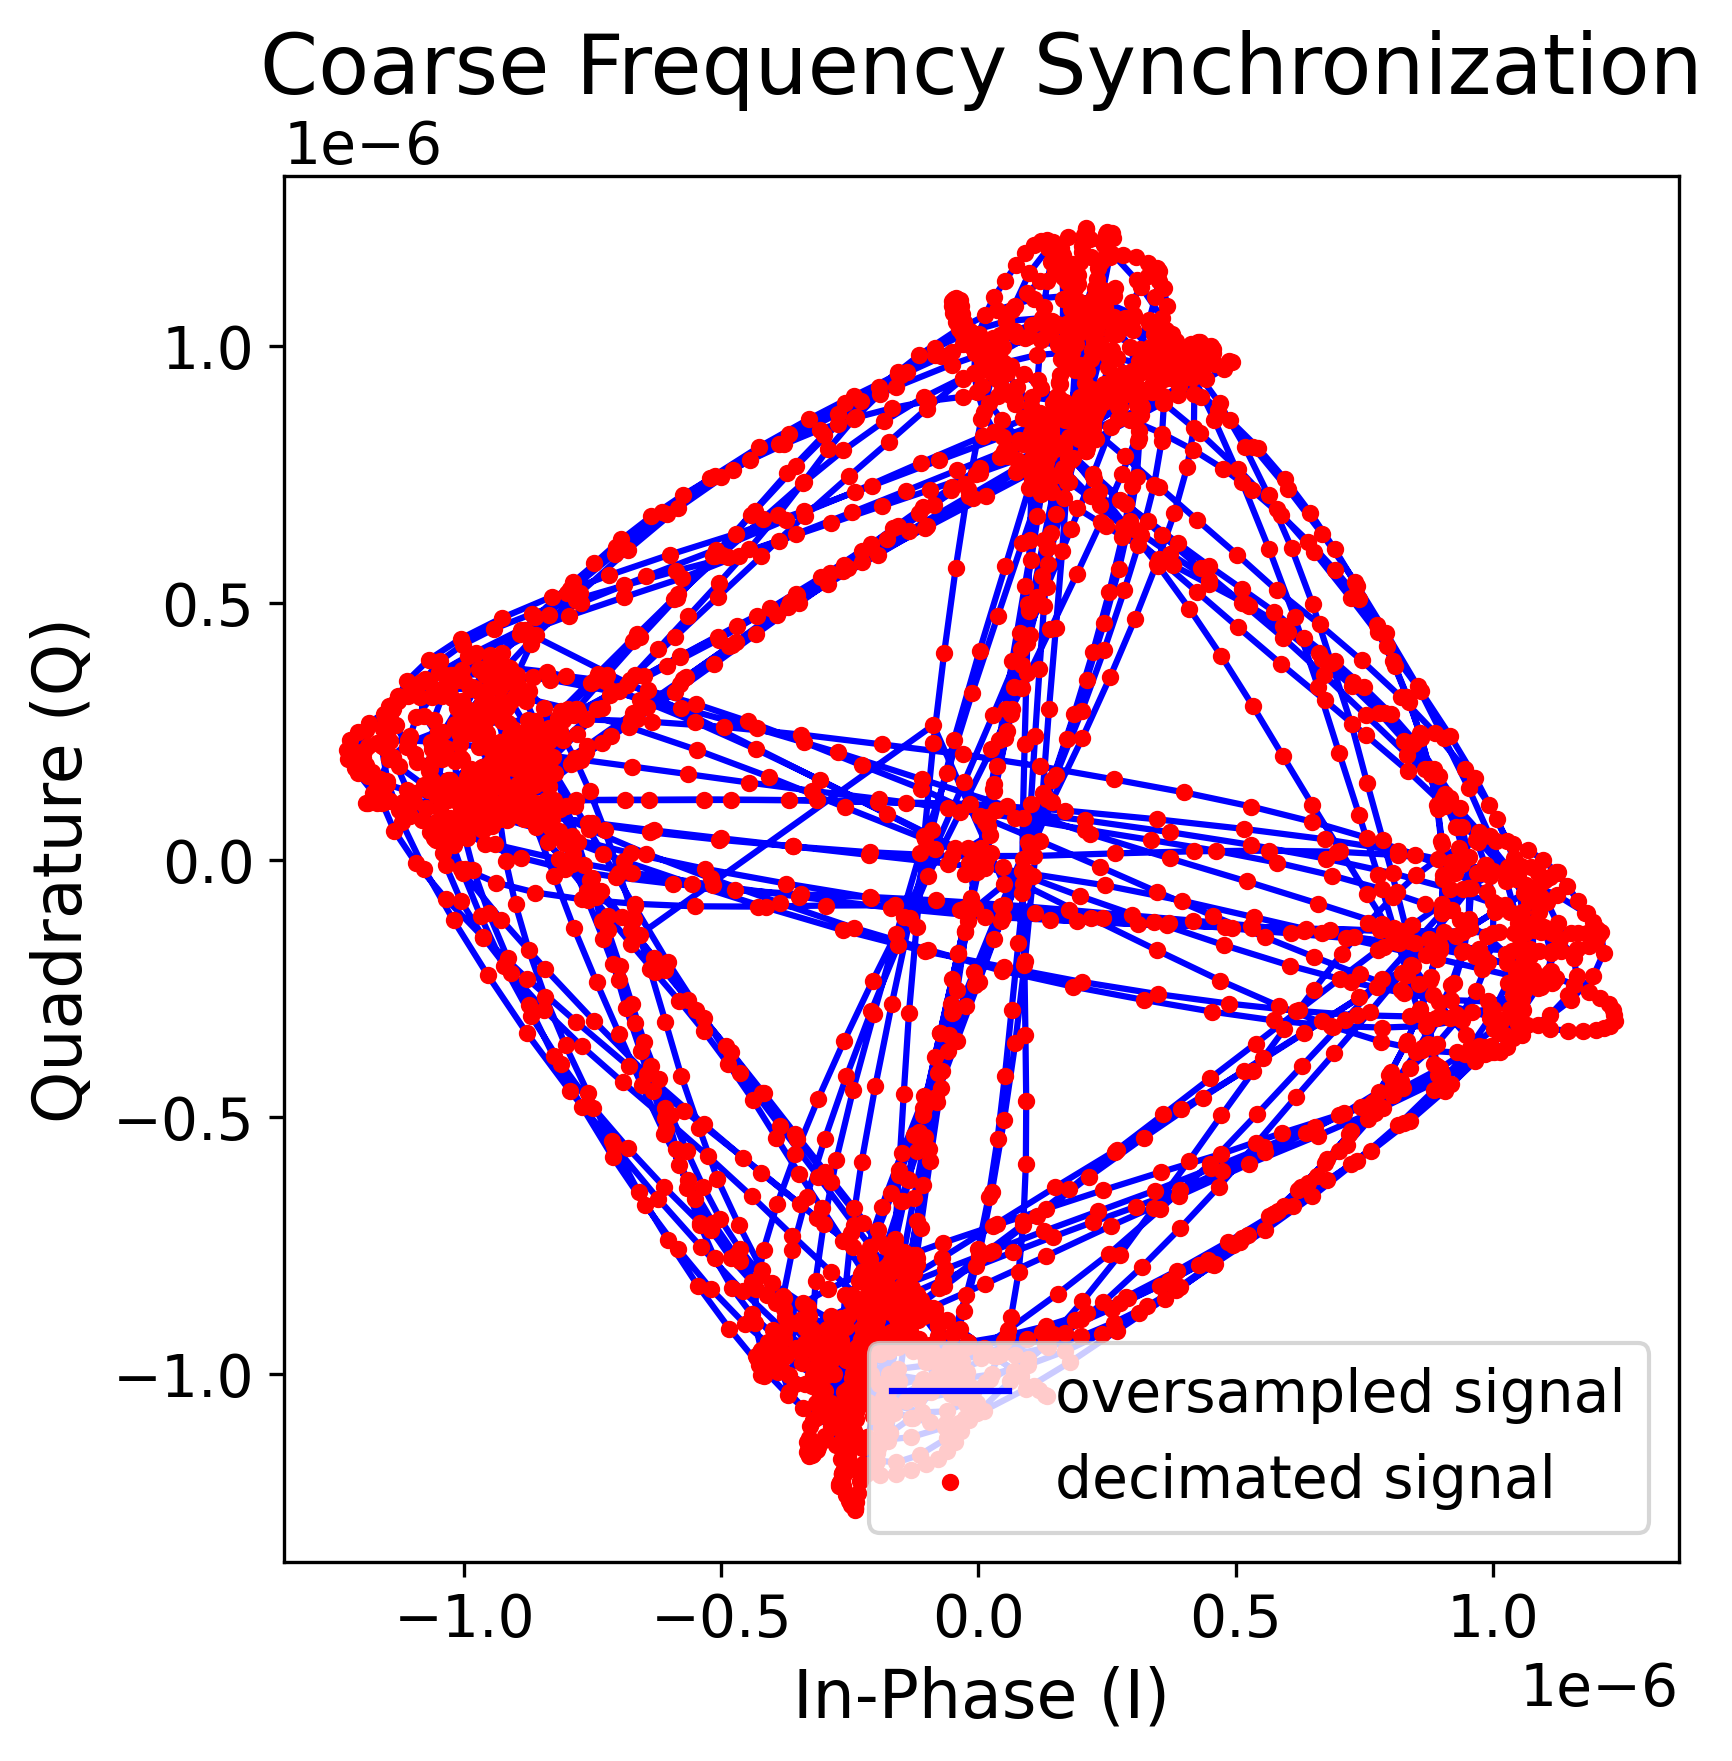 Coarse Frequency Synchronization
1e−6
1.0
0.5
0.0
−0.5
−1.0
Quadrature (Q)
oversampled signal
decimated signal
−1.0 −0.5 0.0 0.5 1.0
1e−6
In-Phase (I)